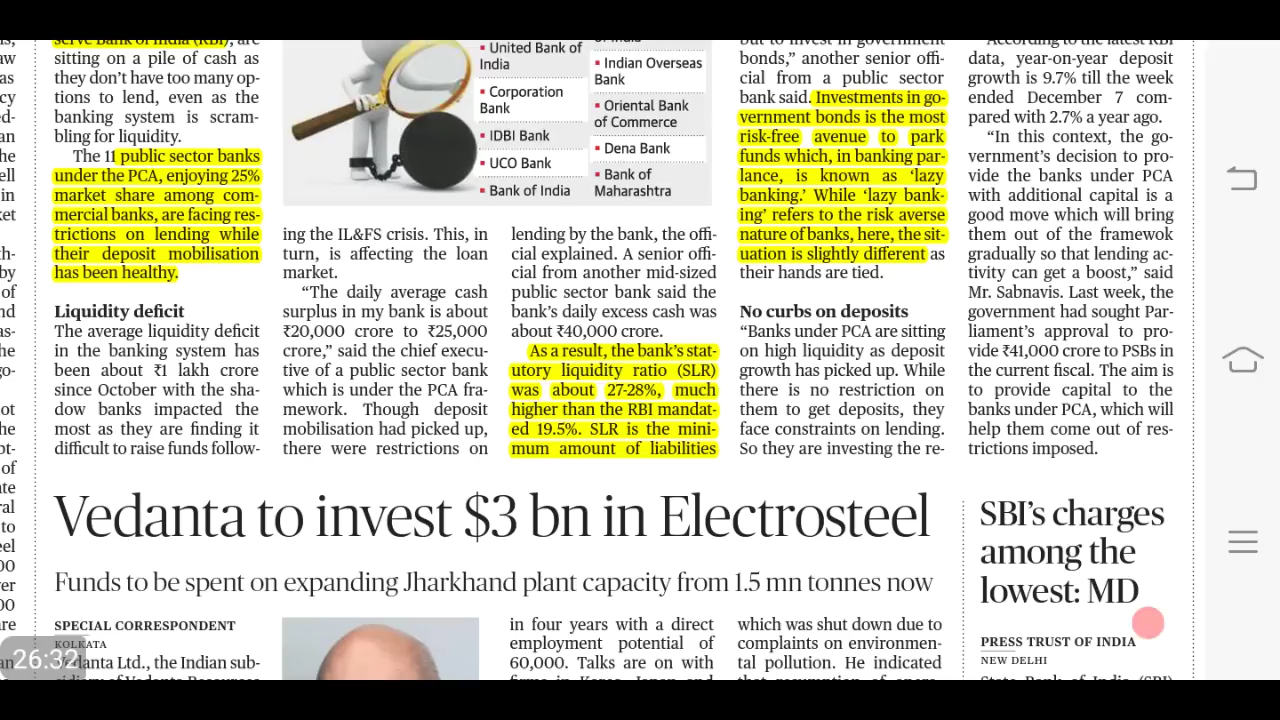 serve Bank of India (RBI), are
sitting on a pile of cash as
they don't have too many op-
tions to lend, even as the
banking system is scram-
bling for liquidity.
The 11 public sector banks
under the PCA, enjoying 25%
market share among com-
mercial banks, are facing res-
trictions on lending while
their deposit mobilisation
has been healthy.
Liquidity deficit
The average liquidity deficit
in the banking system has
been about ₹1 lakh crore
since October with the sha-
dow banks impacted the
most as they are finding it
difficult to raise funds follow-
United Bank of
India
Corporation
Bank
IDBI Bank
UCO Bank
Bank of India
of India
Indian Overseas
Bank
Oriental Bank
of Commerce
Dena Bank
Bank of
Maharashtra
ing the IL&FS crisis. This, in
turn, is affecting the loan
market.
"The daily average cash
surplus in my bank is about
₹20,000 crore to ₹25,000
crore," said the chief execu-
tive of a public sector bank
which is under the PCA fra-
mework. Though deposit
mobilisation had picked up,
there were restrictions on
lending by the bank, the offi-
cial explained. A senior offi-
cial from another mid-sized
public sector bank said the
bank's daily excess cash was
about ₹40,000 crore.
As a result, the bank's stat-
utory liquidity ratio (SLR)
was about 27-28%, much
higher than the RBI mandat-
ed 19.5%. SLR is the mini-
mum amount of liabilities
but to invest in government
bonds," another senior offi-
cial from a public sector
bank said. Investments in go-
vernment bonds is the most
risk-free avenue to park
funds which, in banking par-
lance, is known as 'lazy
banking.' While 'lazy bank-
ing' refers to the risk averse
nature of banks, here, the sit-
uation is slightly different as
their hands are tied.
No curbs on deposits
"Banks under PCA are sitting
on high liquidity as deposit
growth has picked up. While
there is no restriction on
them to get deposits, they
face constraints on lending.
So they are investing the re-
According to the latest RBI
data, year-on-year deposit
growth is 9.7% till the week
ended December 7 com-
pared with 2.7% a year ago.
"In this context, the go-
vernment's decision to pro-
vide the banks under PCA
with additional capital is a
good move which will bring
them out of the framewok
gradually so that lending ac-
tivity can get a boost," said
Mr. Sabnavis. Last week, the
government had sought Par-
liament's approval to pro-
vide ₹41,000 crore to PSBs in
the current fiscal. The aim is
to provide capital to the
banks under PCA, which will
help them come out of res-
trictions imposed.
Vedanta to invest $3 bn in Electrosteel
Funds to be spent on expanding Jharkhand plant capacity from 1.5 mn tonnes now
SPECIAL CORRESPONDENT
KOLKATA
Vedanta Ltd., the Indian sub-
in four years with a direct
employment potential of
60,000. Talks are on with
which was shut down due to
complaints on environmen-
tal pollution. He indicated
SBI's charges
among the
lowest: MD
PRESS TRUST OF INDIA
NEW DELHI
State Bank of India (SBI)
26:32